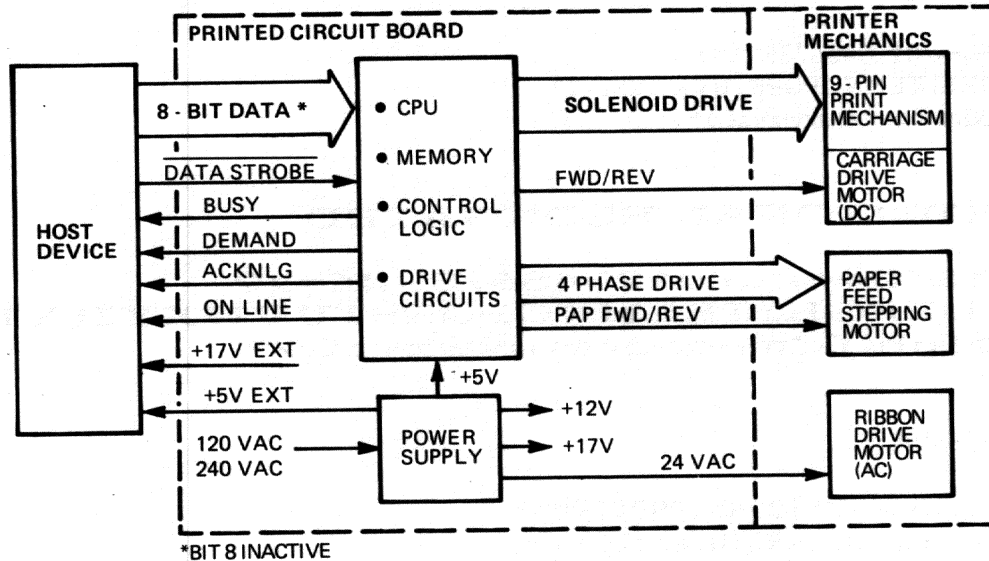 PRINTED CIRCUIT BOARD
PRINTER
MECHANICS
HOST
DEVICE
8 - BIT DATA *
DATA STROBE
BUSY
DEMAND
ACKNLG
ON LINE
+17V EXT
+5V EXT
120 VAC
240 VAC
• CPU
• MEMORY
• CONTROL
LOGIC
• DRIVE
CIRCUITS
+5V
POWER
SUPPLY
+12V
+17V
24 VAC
SOLENOID DRIVE
FWD/REV
4 PHASE DRIVE
PAP FWD/REV
9 - PIN
PRINT
MECHANISM
CARRIAGE
DRIVE
MOTOR
(DC)
PAPER
FEED
STEPPING
MOTOR
RIBBON
DRIVE
MOTOR
(AC)
*BIT 8 INACTIVE